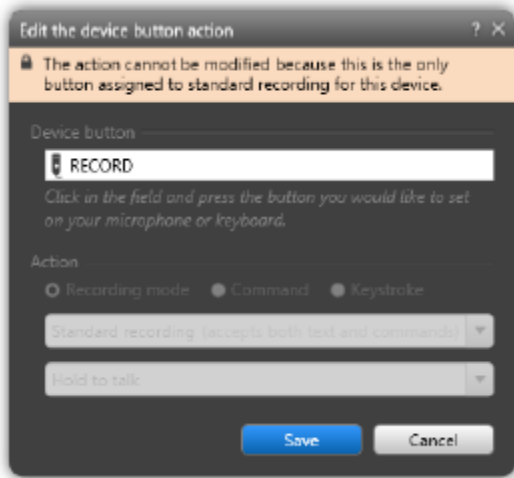 Edit the device button action ? ×
The action cannot be modified because this is the only
button assigned to standard recording for this device.
Device button
RECORD
Click in the field and press the button you would like to set
on your microphone or keyboard.
Action
Recording mode Command Keystroke
Standard recording (accepts both text and commands)
Hold to talk
Save Cancel